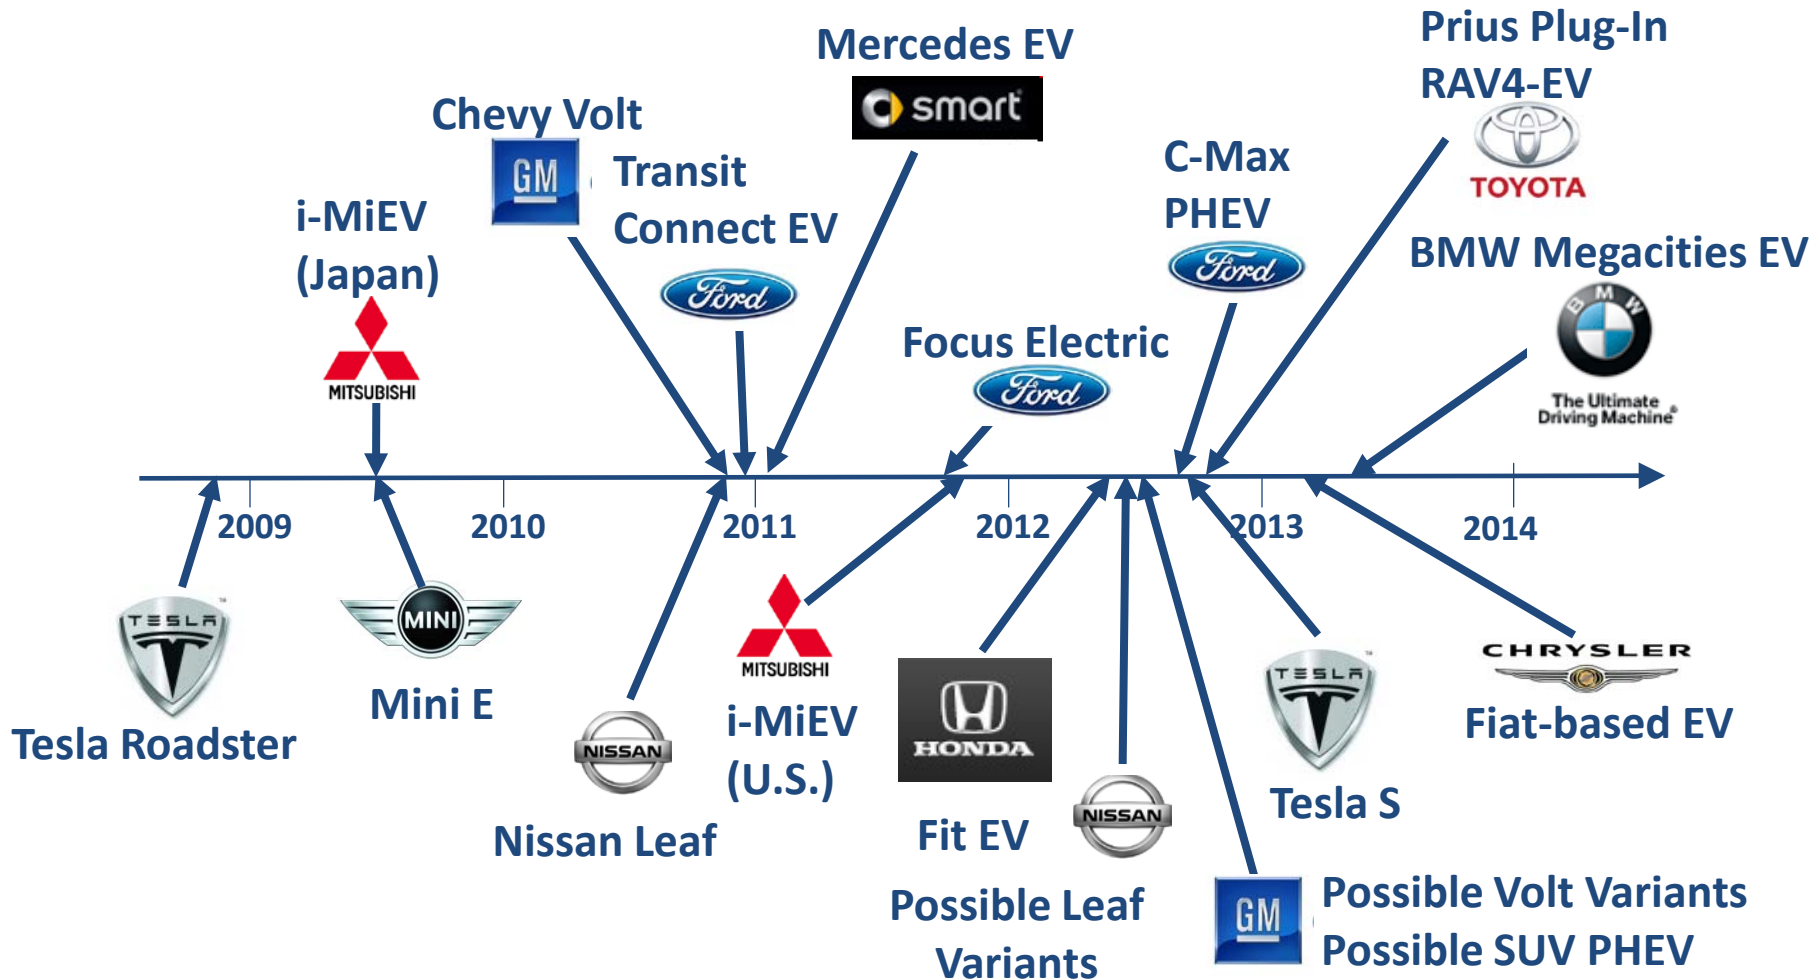 Mercedes EV
smart
Prius Plug-In
RAV4-EV
TOYOTA
Chevy Volt
GM
Transit
Connect EV
Ford
i-MiEV
(Japan)
MITSUBISHI
C-Max
PHEV
Ford
BMW Megacities EV
BMW
The Ultimate
Driving Machine®
Focus Electric
Ford
2009
2010
2011
2012
2013
2014
TESLA
™
Tesla Roadster
MINI
Mini E
NISSAN
Nissan Leaf
MITSUBISHI
i-MiEV
(U.S.)
HONDA
Fit EV
NISSAN
Possible Leaf
Variants
GM
Possible Volt Variants
Possible SUV PHEV
TESLA
™
Tesla S
CHRYSLER
Fiat-based EV